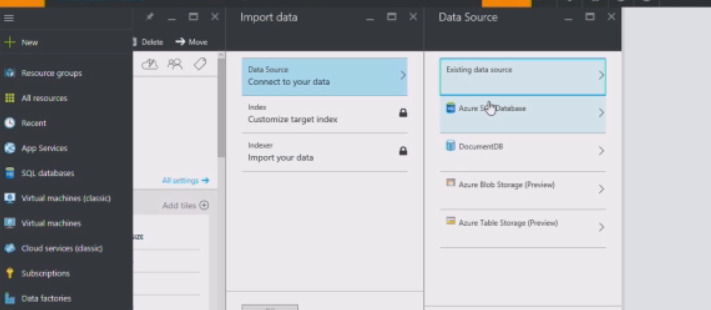 New
Resource groups
All resources
Recent
App Services
SQL databases
Virtual machines (classic)
Virtual machines
Cloud services (classic)
Subscriptions
Data factories
Delete
Move
All settings
Add tiles
Import data
Data Source
Connect to your data
Index
Customize target index
Indexer
Import your data
Data Source
Existing data source
Azure SQL Database
DocumentDB
Azure Blob Storage (Preview)
Azure Table Storage (Preview)